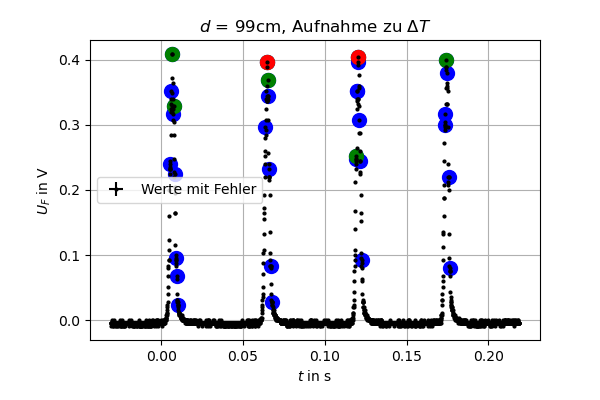 d = 99cm, Aufnahme zu ΔT
0.4
0.3
0.2
0.1
0.0
U_F in V
Werte mit Fehler
0.00 0.05 0.10 0.15 0.20
t in s